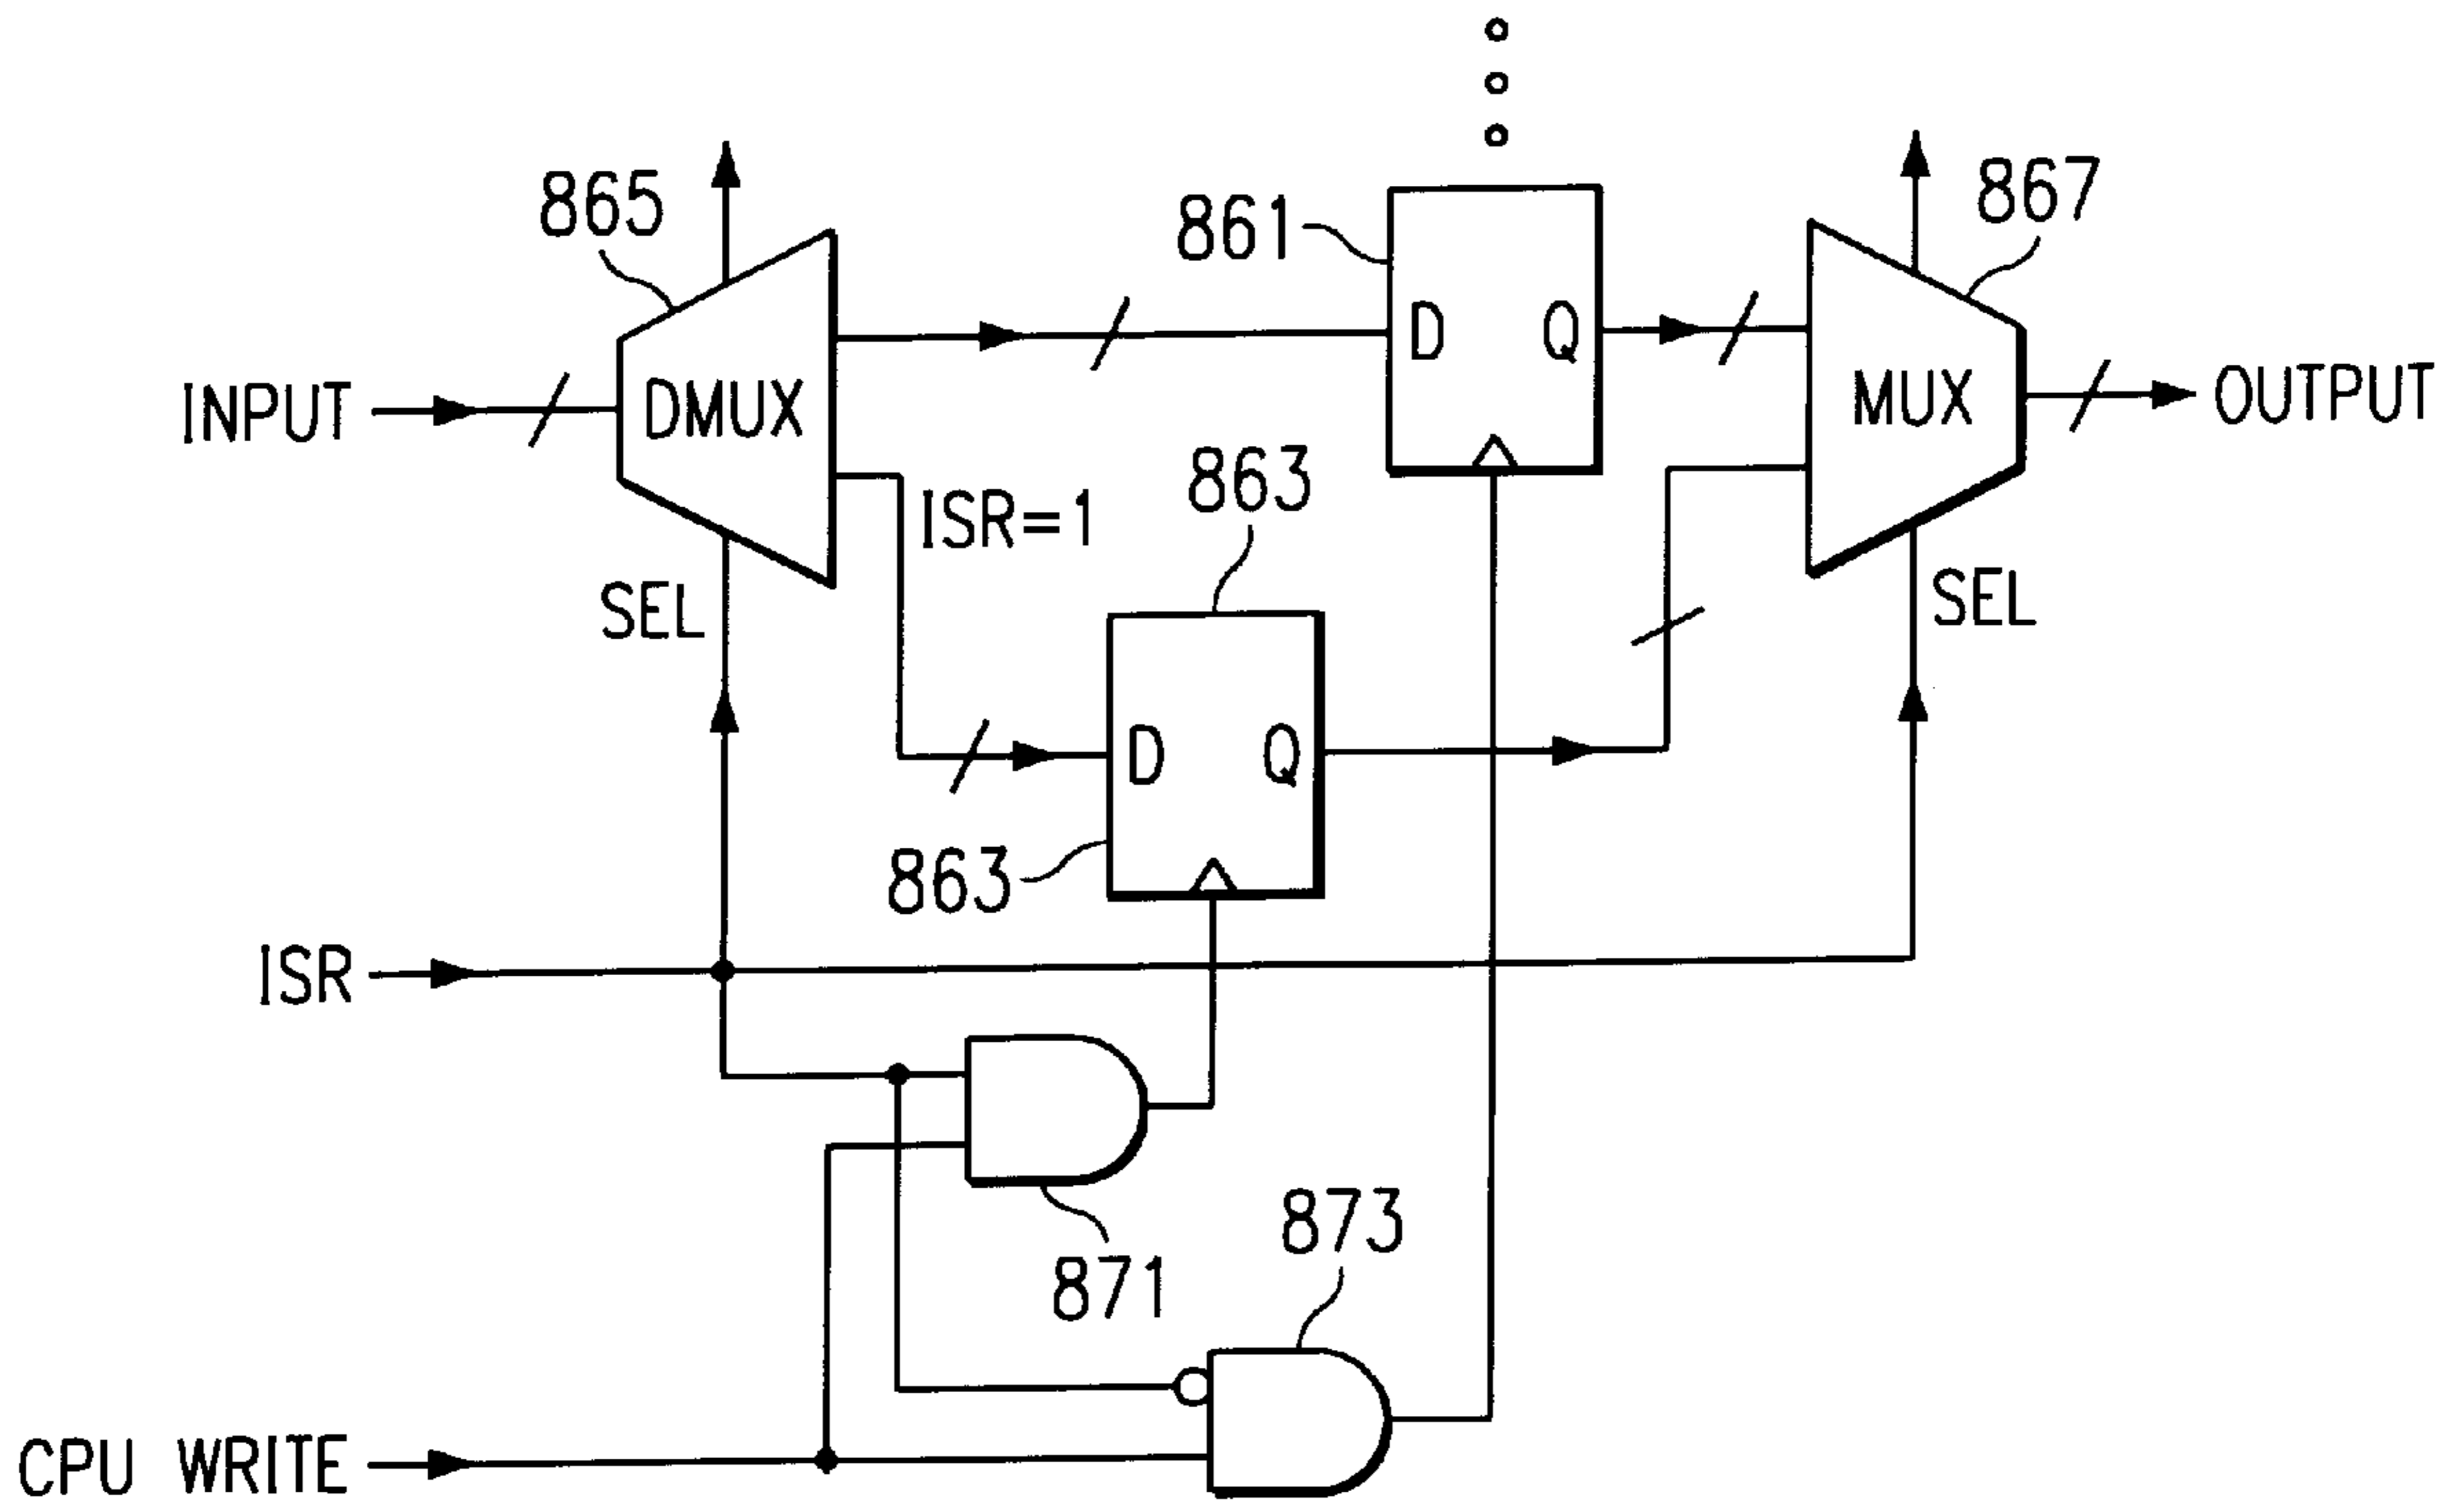 865
861
867
INPUT
DMUX
D Q
MUX
OUTPUT
863
ISR=1
SEL
SEL
D Q
863
ISR
871
873
CPU WRITE